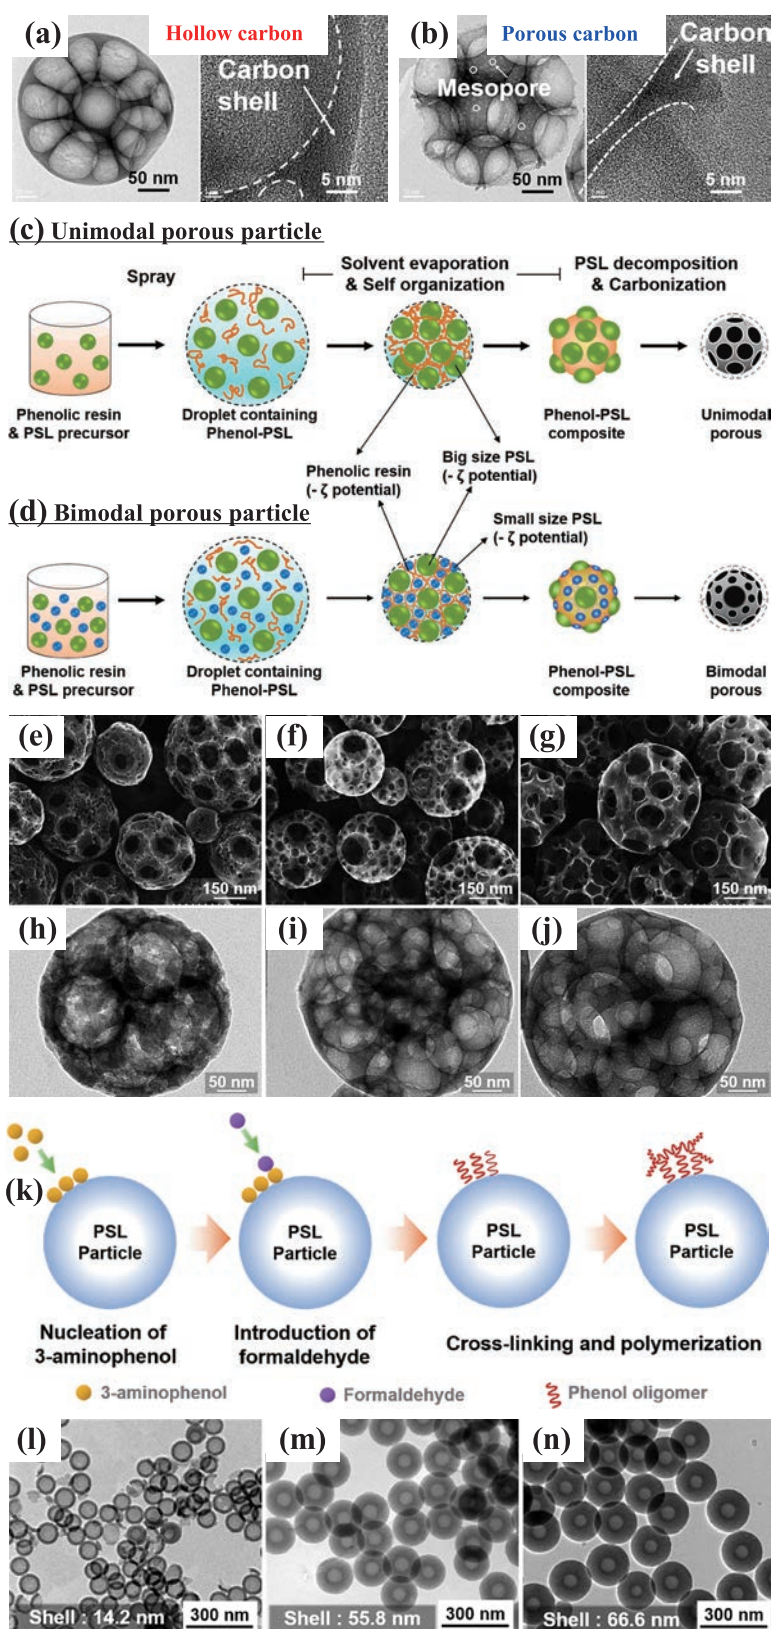 (a)
Hollow carbon
Carbon
shell
50 nm
5 nm
(b)
Porous carbon
Mesopore
Carbon
shell
50 nm
5 nm
(c) Unimodal porous particle
Spray
Solvent evaporation
& Self organization
PSL decomposition
& Carbonization
Phenolic resin
& PSL precursor
Droplet containing
Phenol-PSL
Phenol-PSL
composite
Unimodal
porous
Phenolic resin
(- ζ potential)
Big size PSL
(- ζ potential)
(d) Bimodal porous particle
Small size PSL
(- ζ potential)
Phenolic resin
& PSL precursor
Droplet containing
Phenol-PSL
Phenol-PSL
composite
Bimodal
porous
(e)
150 nm
(f)
150 nm
(g)
150 nm
(h)
50 nm
(i)
50 nm
(j)
50 nm
(k)
PSL
Particle
PSL
Particle
PSL
Particle
PSL
Particle
Nucleation of
3-aminophenol
Introduction of
formaldehyde
Cross-linking and polymerization
3-aminophenol
Formaldehyde
Phenol oligomer
(l)
Shell : 14.2 nm
300 nm
(m)
Shell : 55.8 nm
300 nm
(n)
Shell : 66.6 nm
300 nm